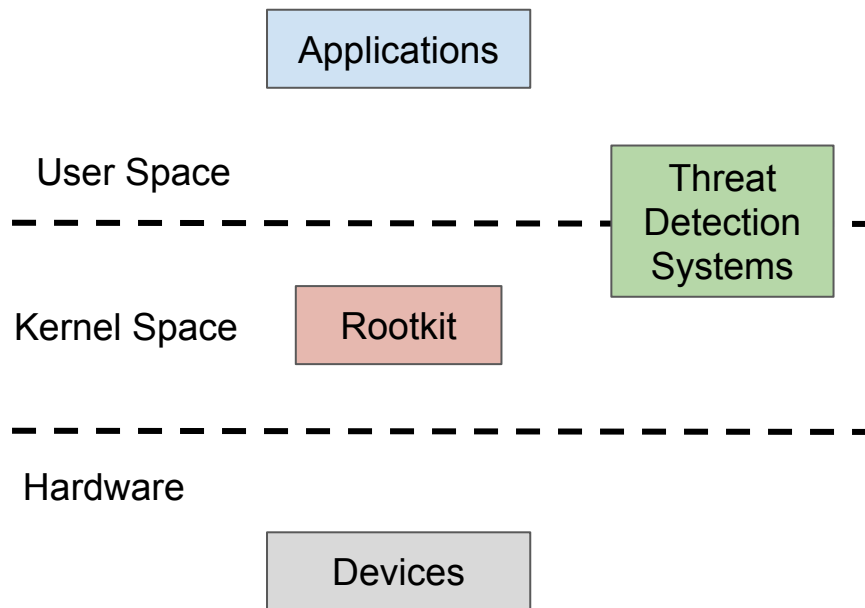 Applications
User Space
Threat
Detection
Systems
Kernel Space
Rootkit
Hardware
Devices